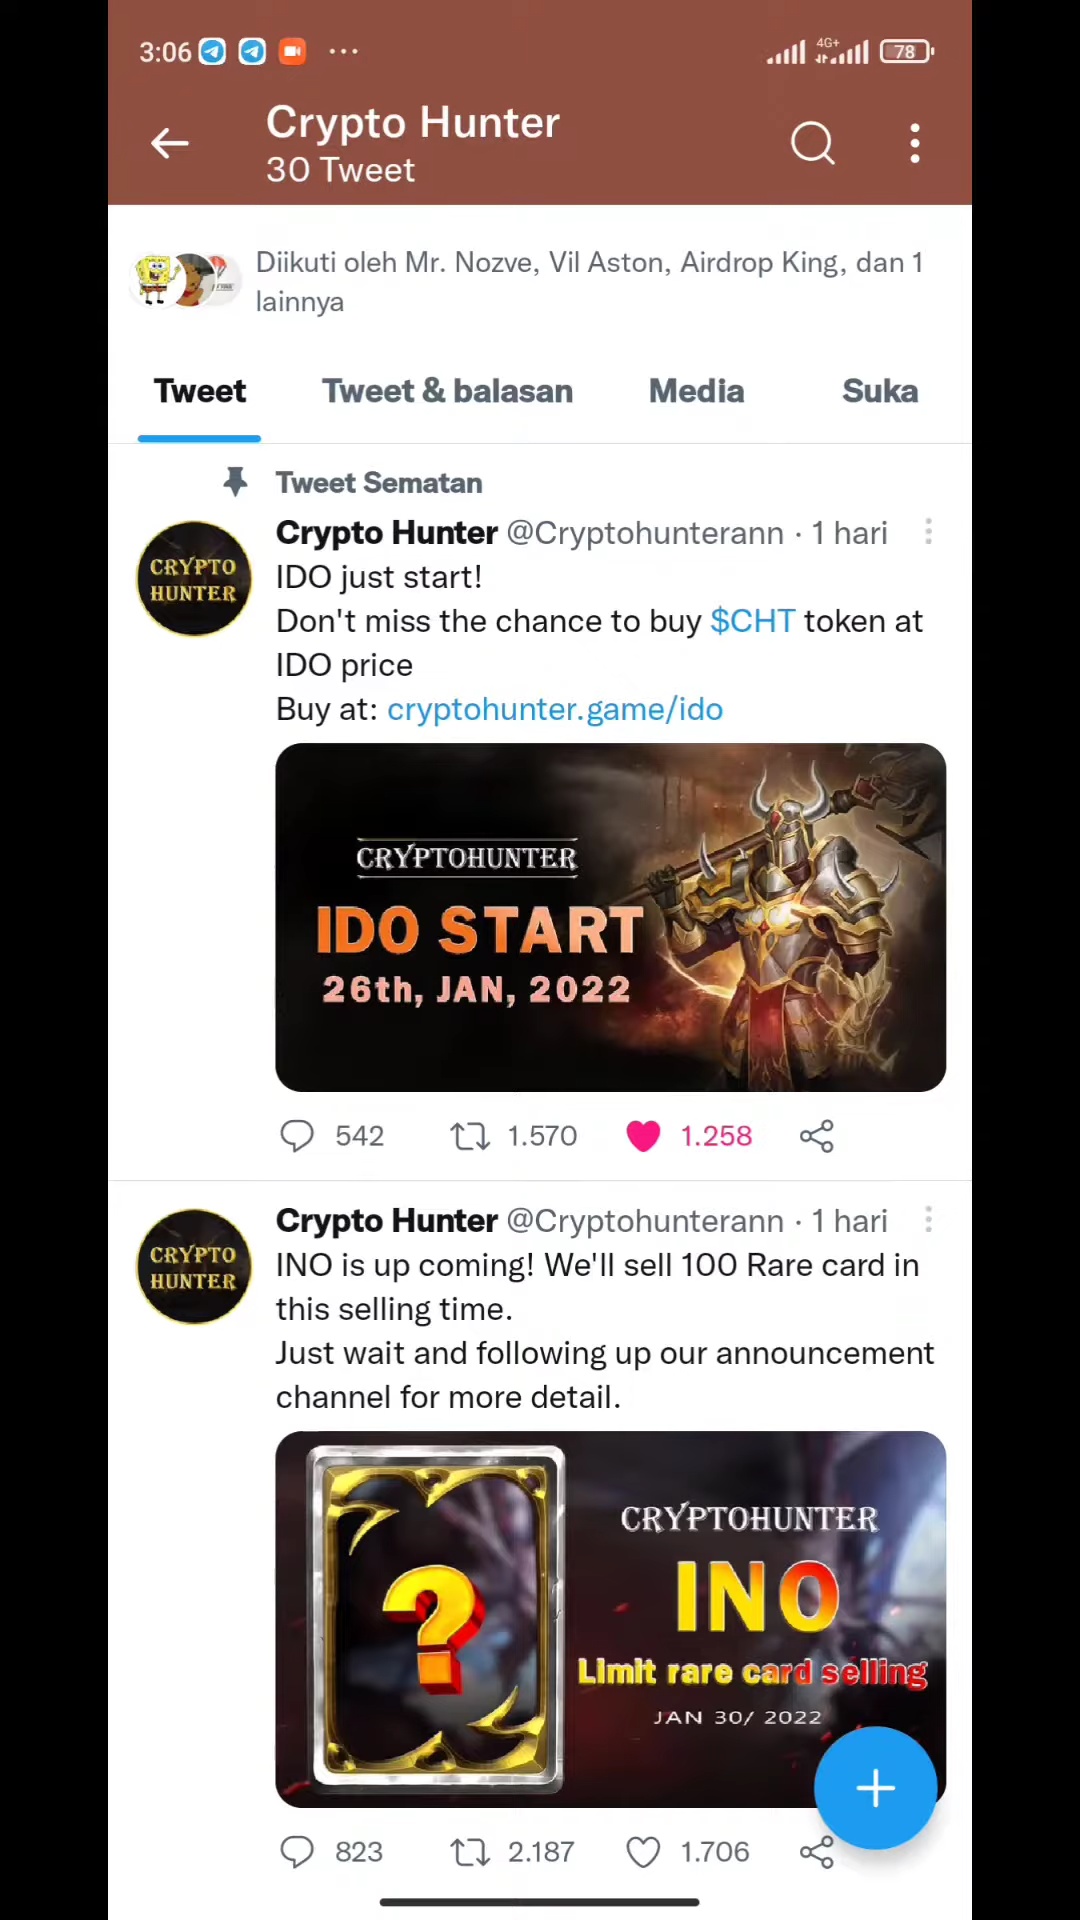 3:06
4G+
78
Crypto Hunter
30 Tweet
Diikuti oleh Mr. Nozve, Vil Aston, Airdrop King, dan 1
lainnya
Tweet
Tweet & balasan
Media
Suka
Tweet Sematan
Crypto Hunter @Cryptohunterann · 1 hari
CRYPTO
HUNTER
IDO just start!
Don't miss the chance to buy $CHT token at
IDO price
Buy at: cryptohunter.game/ido
CRYPTOHUNTER
IDO START
26th, JAN, 2022
542
1.570
1.258
Crypto Hunter @Cryptohunterann · 1 hari
CRYPTO
HUNTER
INO is up coming! We'll sell 100 Rare card in
this selling time.
Just wait and following up our announcement
channel for more detail.
?
CRYPTOHUNTER
INO
Limit rare card selling
JAN 30/ 2022
823
2.187
1.706